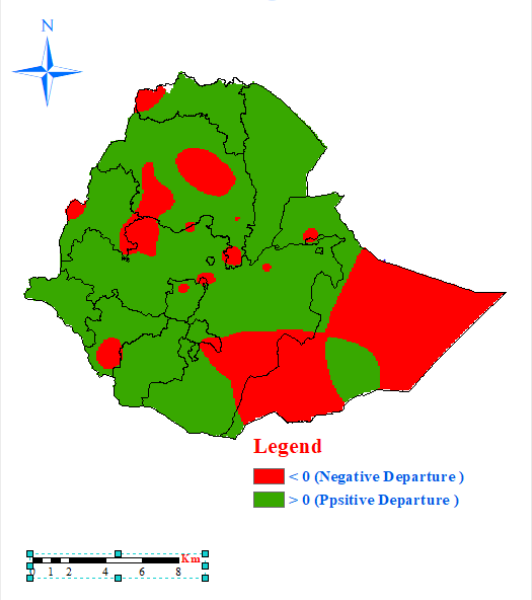 N
Legend
< 0 (Negative Departure )
> 0 (Ppsitive Departure )
Km
0 1 2 4 6 8